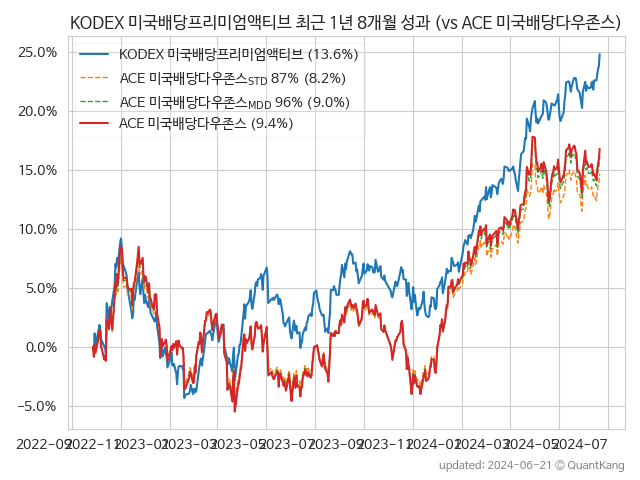 KODEX 미국배당프리미엄액티브 최근 1년 8개월 성과 (vs ACE 미국배당다우존스)
25.0%
20.0%
15.0%
10.0%
5.0%
0.0%
−5.0%
KODEX 미국배당프리미엄액티브 (13.6%)
ACE 미국배당다우존스STD 87% (8.2%)
ACE 미국배당다우존스MDD 96% (9.0%)
ACE 미국배당다우존스 (9.4%)
2022-09 2022-11 2023-01 2023-03 2023-05 2023-07 2023-09 2023-11 2024-01 2024-03 2024-05 2024-07
updated: 2024-06-21 @ QuantKang